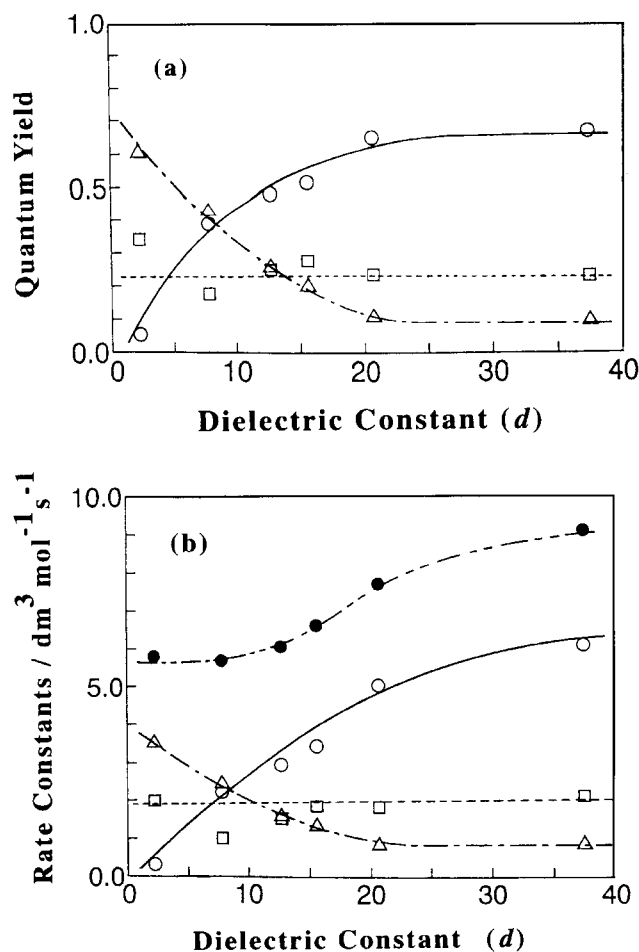 1.0
(a)
Quantum Yield
0.5
0.0
0 10 20 30 40
Dielectric Constant (d)
10.0
(b)
Rate Constants / dm³ mol⁻¹ s⁻¹
5.0
0.0
0 10 20 30 40
Dielectric Constant (d)